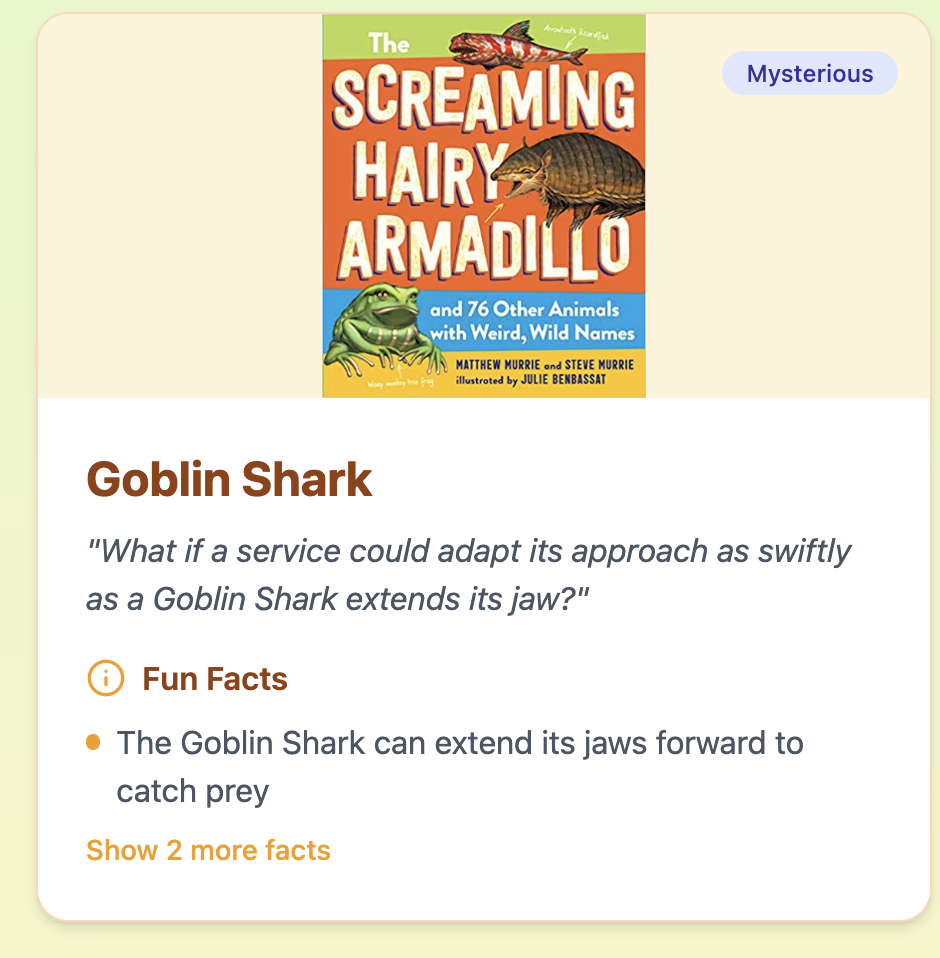 The
Arrowtooth lizardfish
Mysterious
SCREAMING
HAIRY
ARMADILLO
and 76 Other Animals
with Weird, Wild Names
MATTHEW MURRIE and STEVE MURRIE
illustrated by JULIE BENBASSAT
Waxy monkey tree frog
Goblin Shark
"What if a service could adapt its approach as swiftly
as a Goblin Shark extends its jaw?"
Fun Facts
The Goblin Shark can extend its jaws forward to
catch prey
Show 2 more facts